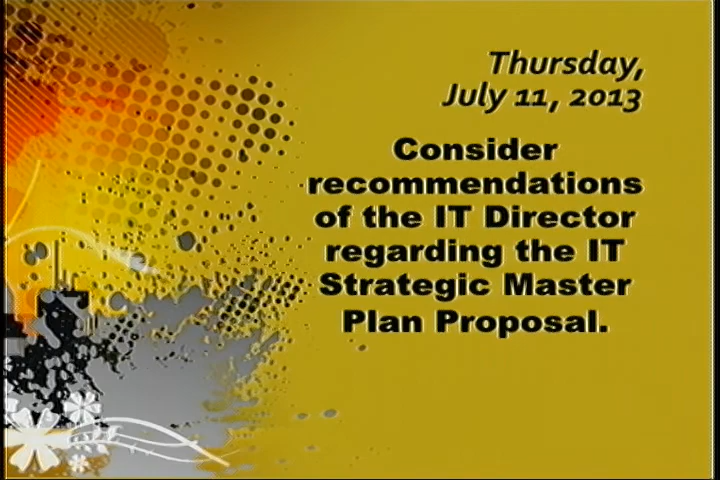 Thursday,
July 11, 2013
Consider
recommendations
of the IT Director
regarding the IT
Strategic Master
Plan Proposal.